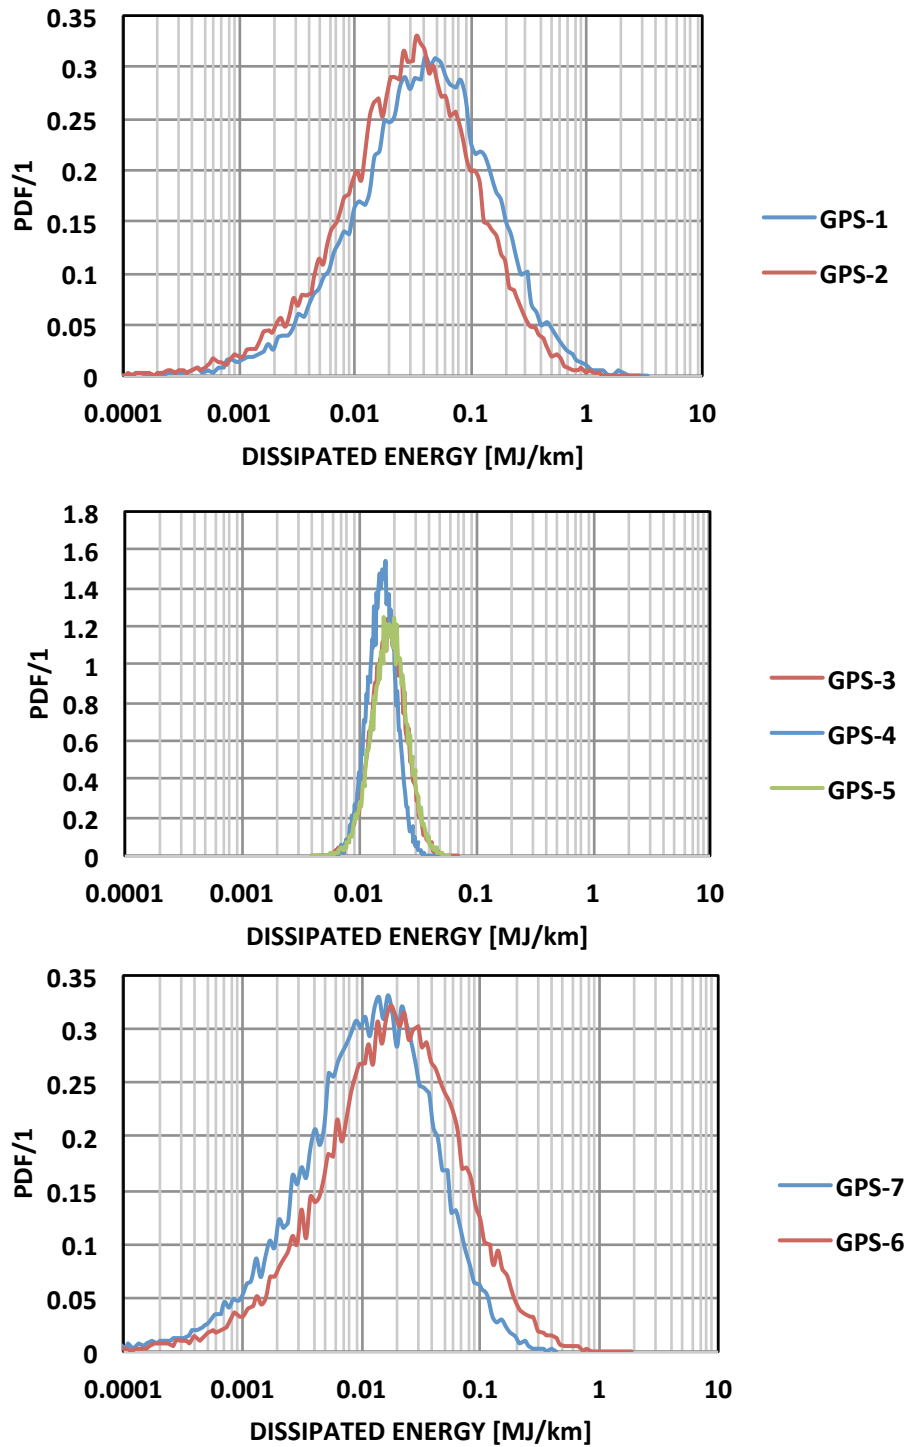 0.35
0.3
0.25
0.2
0.15
0.1
0.05
0
PDF/1
0.0001 0.001 0.01 0.1 1 10
DISSIPATED ENERGY [MJ/km]
GPS-1
GPS-2
1.8
1.6
1.4
1.2
1
0.8
0.6
0.4
0.2
0
PDF/1
0.0001 0.001 0.01 0.1 1 10
DISSIPATED ENERGY [MJ/km]
GPS-3
GPS-4
GPS-5
0.35
0.3
0.25
0.2
0.15
0.1
0.05
0
PDF/1
0.0001 0.001 0.01 0.1 1 10
DISSIPATED ENERGY [MJ/km]
GPS-7
GPS-6